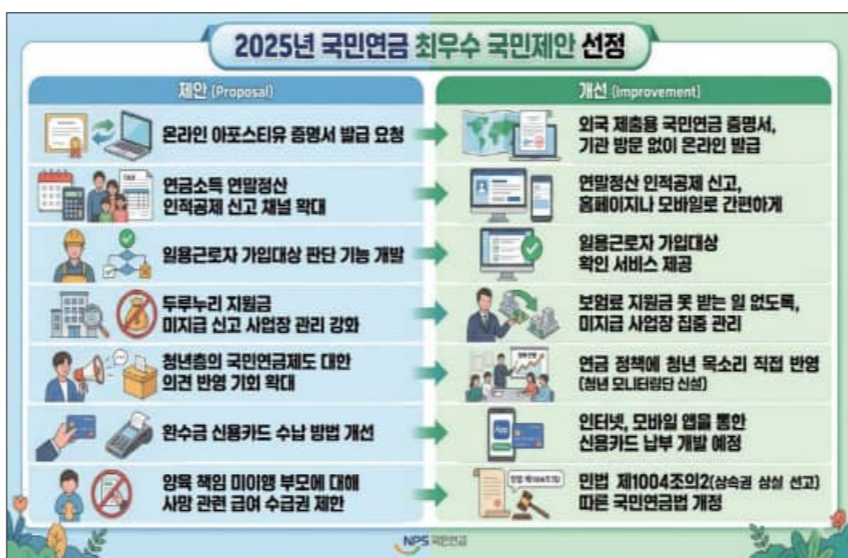 2025년 국민연금 최우수 국민제안 선정
제안 (Proposal)
개선 (Improvement)
온라인 아포스티유 증명서 발급 요청
외국 제출용 국민연금 증명서,
기관 방문 없이 온라인 발급
연금소득 연말정산
인적공제 신고 채널 확대
연말정산 인적공제 신고,
홈페이지나 모바일로 간편하게
일용근로자 가입대상 판단 기능 개발
일용근로자 가입대상
확인 서비스 제공
두루누리 지원금
미지급 신고 사업장 관리 강화
보험료 지원금 못 받는 일 없도록,
미지급 사업장 집중 관리
청년층의 국민연금제도 대한
의견 반영 기회 확대
연금 정책에 청년 목소리 직접 반영
(청년 모니터링단 신설)
환수금 신용카드 수납 방법 개선
App
인터넷, 모바일 앱을 통한
신용카드 납부 개발 예정
양육 책임 미이행 부모에 대해
사망 관련 급여 수급권 제한
민법 제1004조의2(상속권 상실 선고)
따른 국민연금법 개정
NPS 국민연금